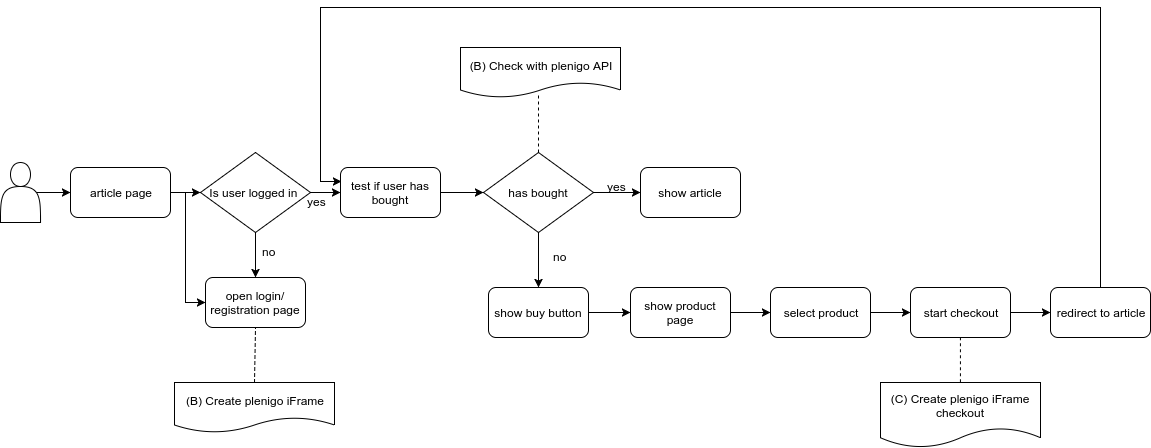 (B) Check with plenigo API
article page
Is user logged in
yes
test if user has
bought
has bought
yes
show article
no
no
open login/
registration page
show buy button
show product
page
select product
start checkout
redirect to article
(B) Create plenigo iFrame
(C) Create plenigo iFrame
checkout